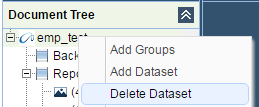 Document Tree
emp_test
Add Groups
Back
Add Dataset
Repo
Delete Dataset